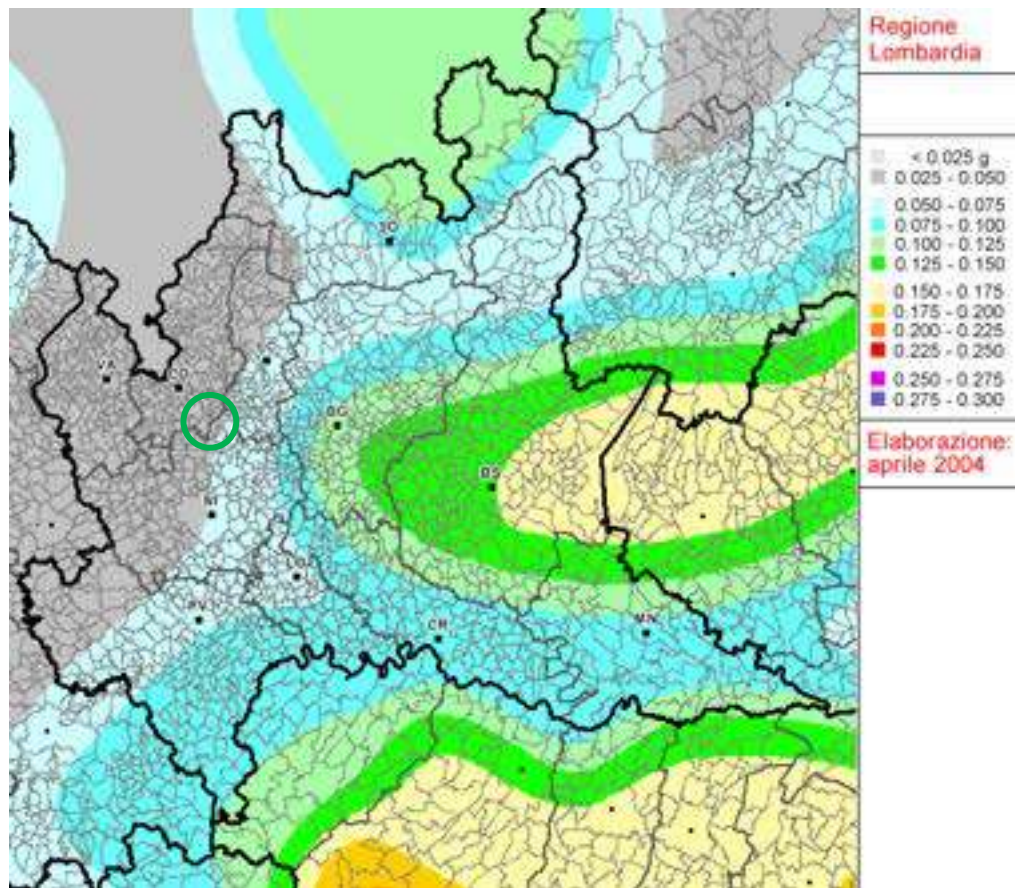 Regione
Lombardia
< 0.025 g
0.025 - 0.050
0.050 - 0.075
0.075 - 0.100
0.100 - 0.125
0.125 - 0.150
0.150 - 0.175
0.175 - 0.200
0.200 - 0.225
0.225 - 0.250
0.250 - 0.275
0.275 - 0.300
Elaborazione:
aprile 2004
SO
VA
BG
BS
MI
PV
CR
MN